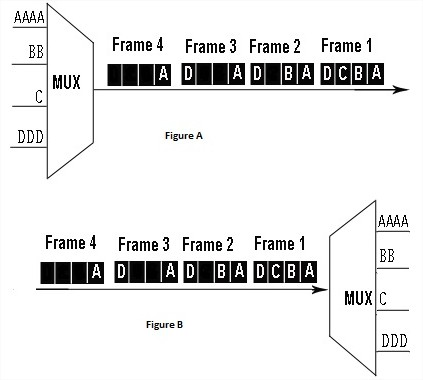 AAAA
BB
C
DDD
MUX
Frame 4 Frame 3 Frame 2 Frame 1
A D A D B A D C B A
Figure A
Frame 4 Frame 3 Frame 2 Frame 1
A D A D B A D C B A
Figure B
MUX
AAAA
BB
C
DDD